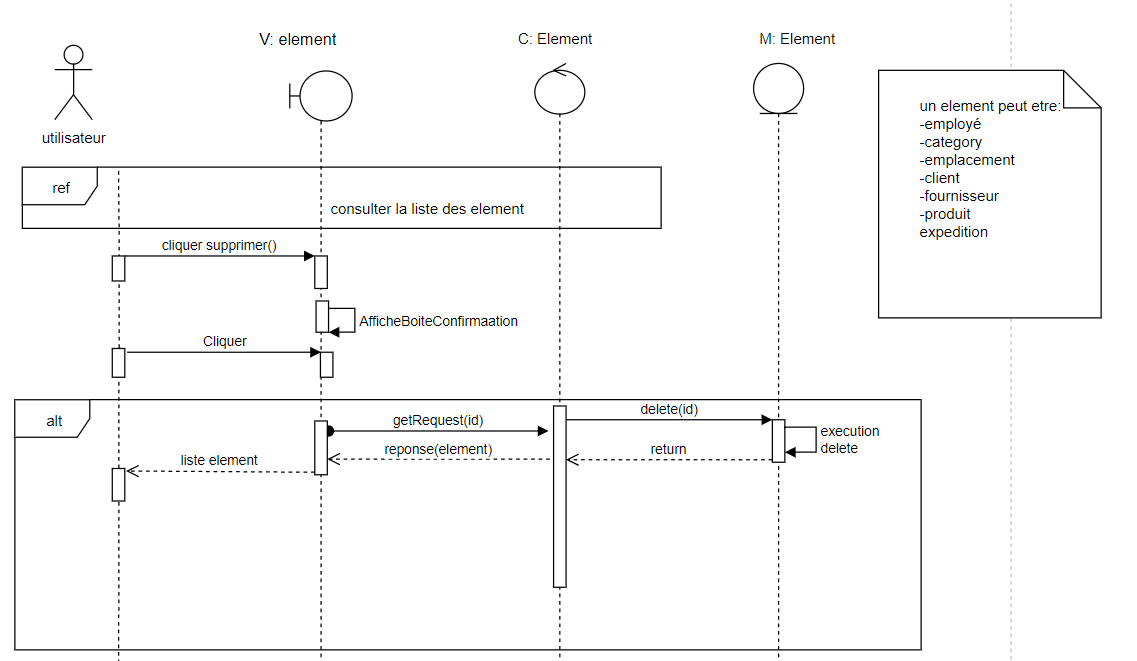 V: element
C: Element
M: Element
utilisateur
un element peut etre:
-employé
-category
-emplacement
-client
-fournisseur
-produit
expedition
ref
consulter la liste des element
cliquer supprimer()
AfficheBoiteConfirmaation
Cliquer
alt
getRequest(id)
delete(id)
execution
delete
reponse(element)
return
liste element